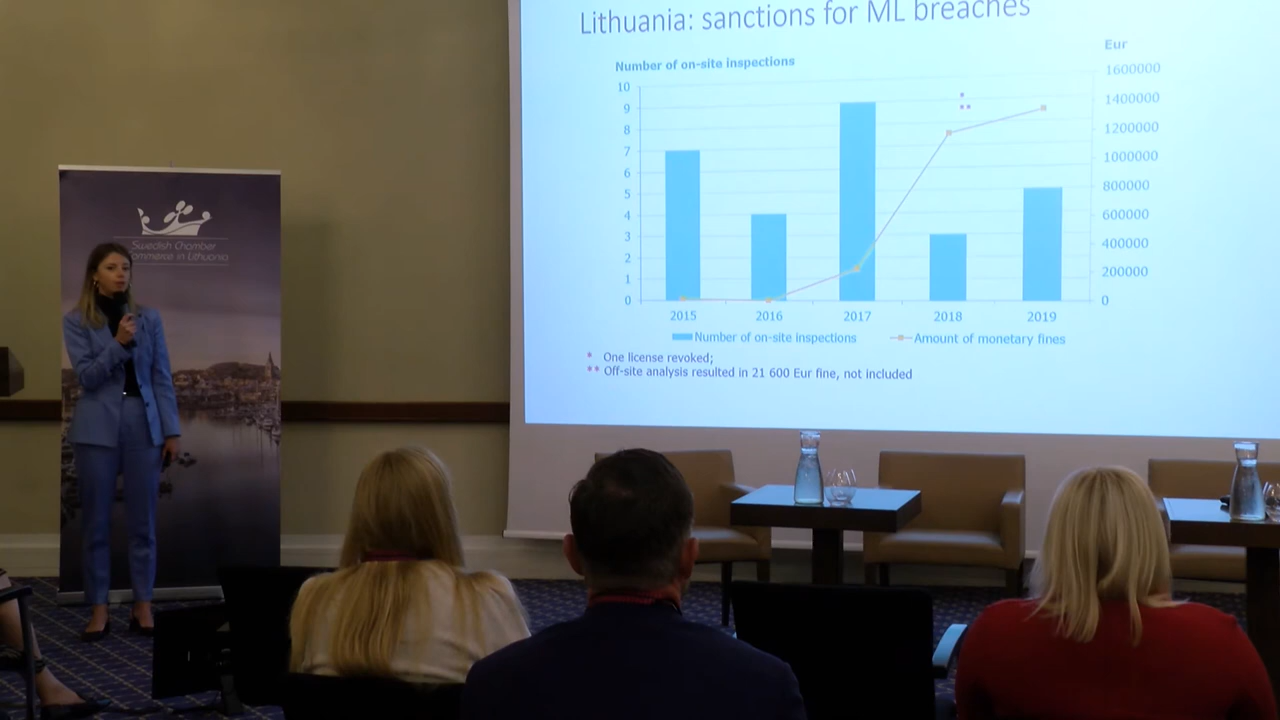 Lithuania: sanctions for ML breaches
Eur
Number of on-site inspections
10
9
8
7
6
5
4
3
2
1
0
1600000
1400000
1200000
1000000
800000
600000
400000
200000
0
*
**
2015 2016 2017 2018 2019
Number of on-site inspections Amount of monetary fines
* One license revoked;
** Off-site analysis resulted in 21 600 Eur fine, not included
Swedish Chamber
Commerce in Lithuania